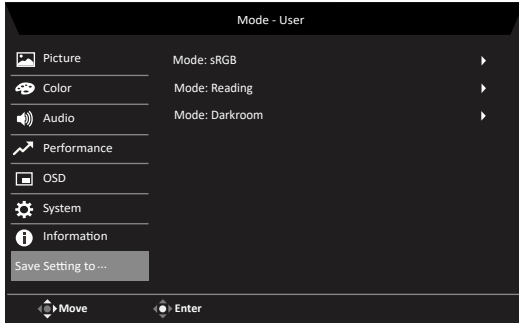 Mode - User
Picture
Color
Audio
Performance
OSD
System
Information
Save Setting to ···
Mode: sRGB
Mode: Reading
Mode: Darkroom
Move
Enter